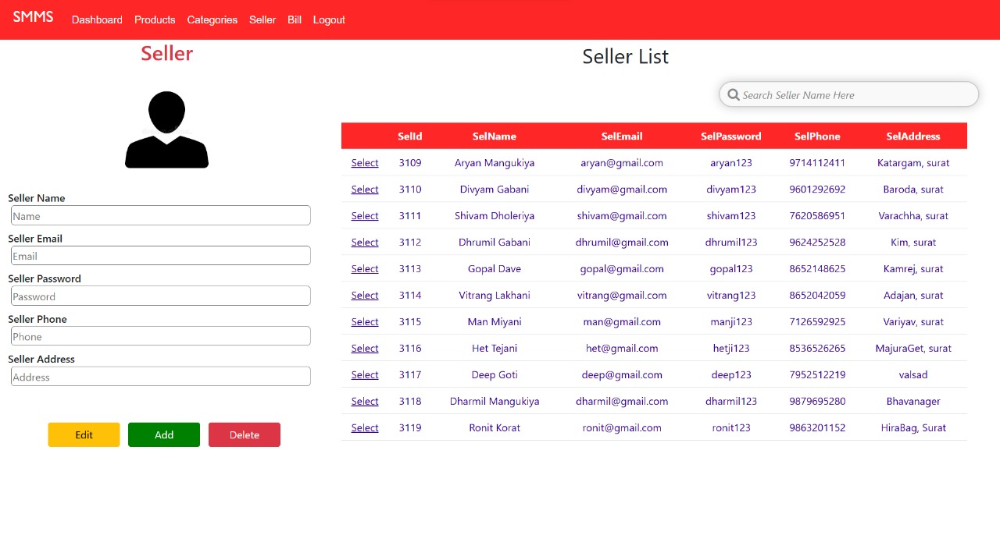 SMMS Dashboard Products Categories Seller Bill Logout
Seller
Seller Name
Name
Seller Email
Email
Seller Password
Password
Seller Phone
Phone
Seller Address
Address
Edit Add Delete
Seller List
Search Seller Name Here
SelId SelName SelEmail SelPassword SelPhone SelAddress
Select 3109 Aryan Mangukiya aryan@gmail.com aryan123 9714112411 Katargam, surat
Select 3110 Divyam Gabani divyam@gmail.com divyam123 9601292692 Baroda, surat
Select 3111 Shivam Dholeriya shivam@gmail.com shivam123 7620586951 Varachha, surat
Select 3112 Dhrumil Gabani dhrumil@gmail.com dhrumil123 9624252528 Kim, surat
Select 3113 Gopal Dave gopal@gmail.com gopal123 8652148625 Kamrej, surat
Select 3114 Vitrang Lakhani vitrang@gmail.com vitrang123 8652042059 Adajan, surat
Select 3115 Man Miyani man@gmail.com manji123 7126592925 Variyav, surat
Select 3116 Het Tejani het@gmail.com hetji123 8536526265 MajuraGet, surat
Select 3117 Deep Goti deep@gmail.com deep123 7952512219 valsad
Select 3118 Dharmil Mangukiya dharmil@gmail.com dharmil123 9879695280 Bhavanager
Select 3119 Ronit Korat ronit@gmail.com ronit123 9863201152 HiraBag, Surat